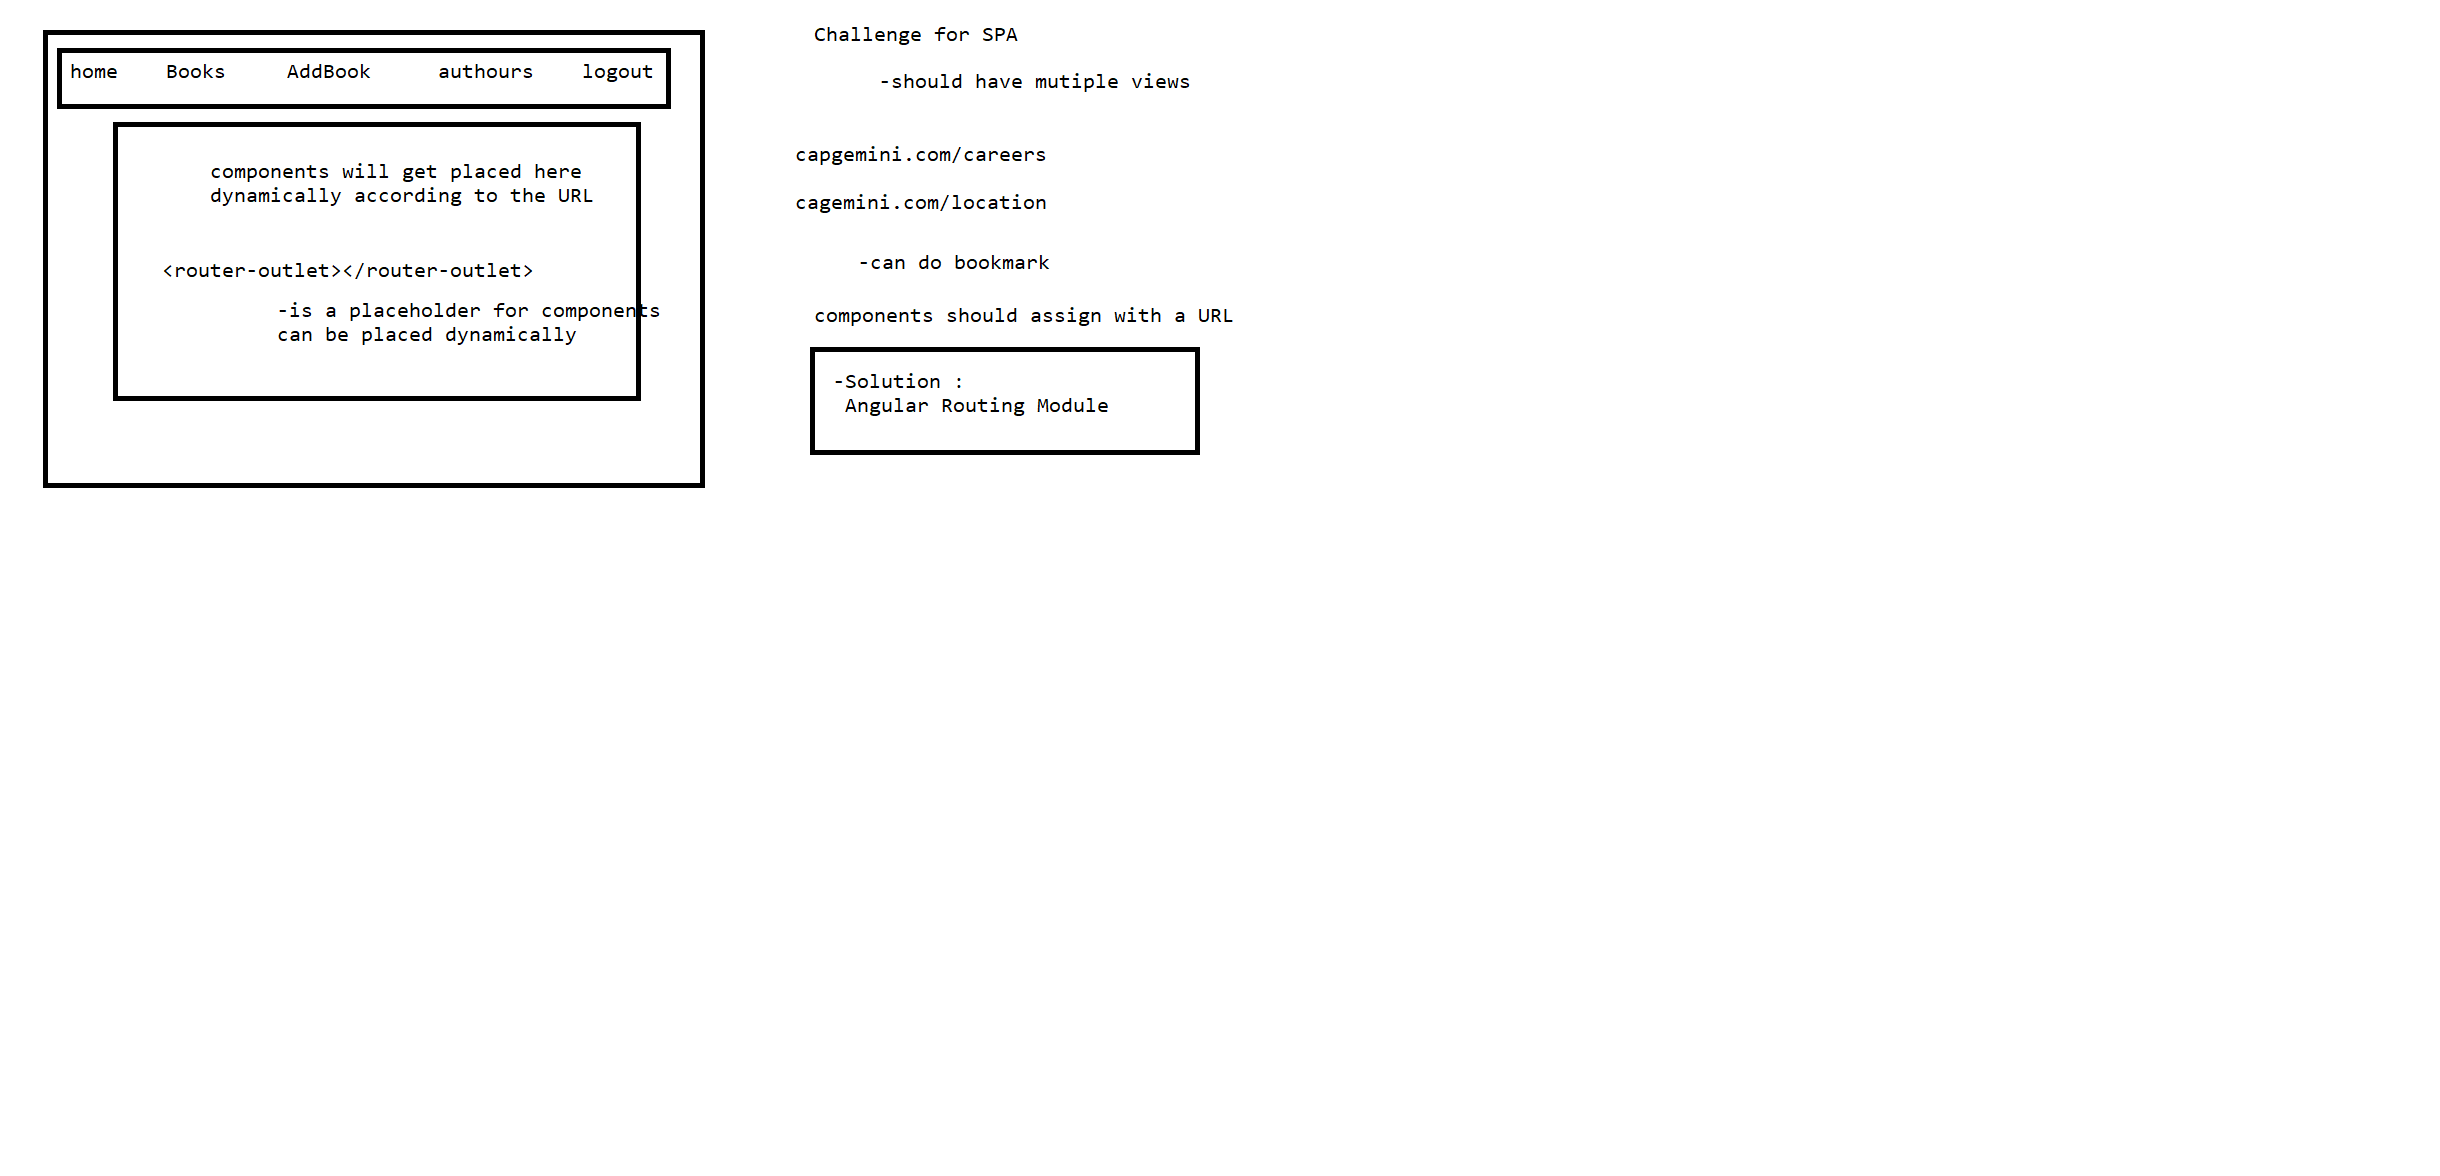 home Books AddBook authours logout
components will get placed here
dynamically according to the URL
<router-outlet></router-outlet>
-is a placeholder for components
can be placed dynamically
Challenge for SPA
-should have mutiple views
capgemini.com/careers
cagemini.com/location
-can do bookmark
components should assign with a URL
-Solution :
Angular Routing Module